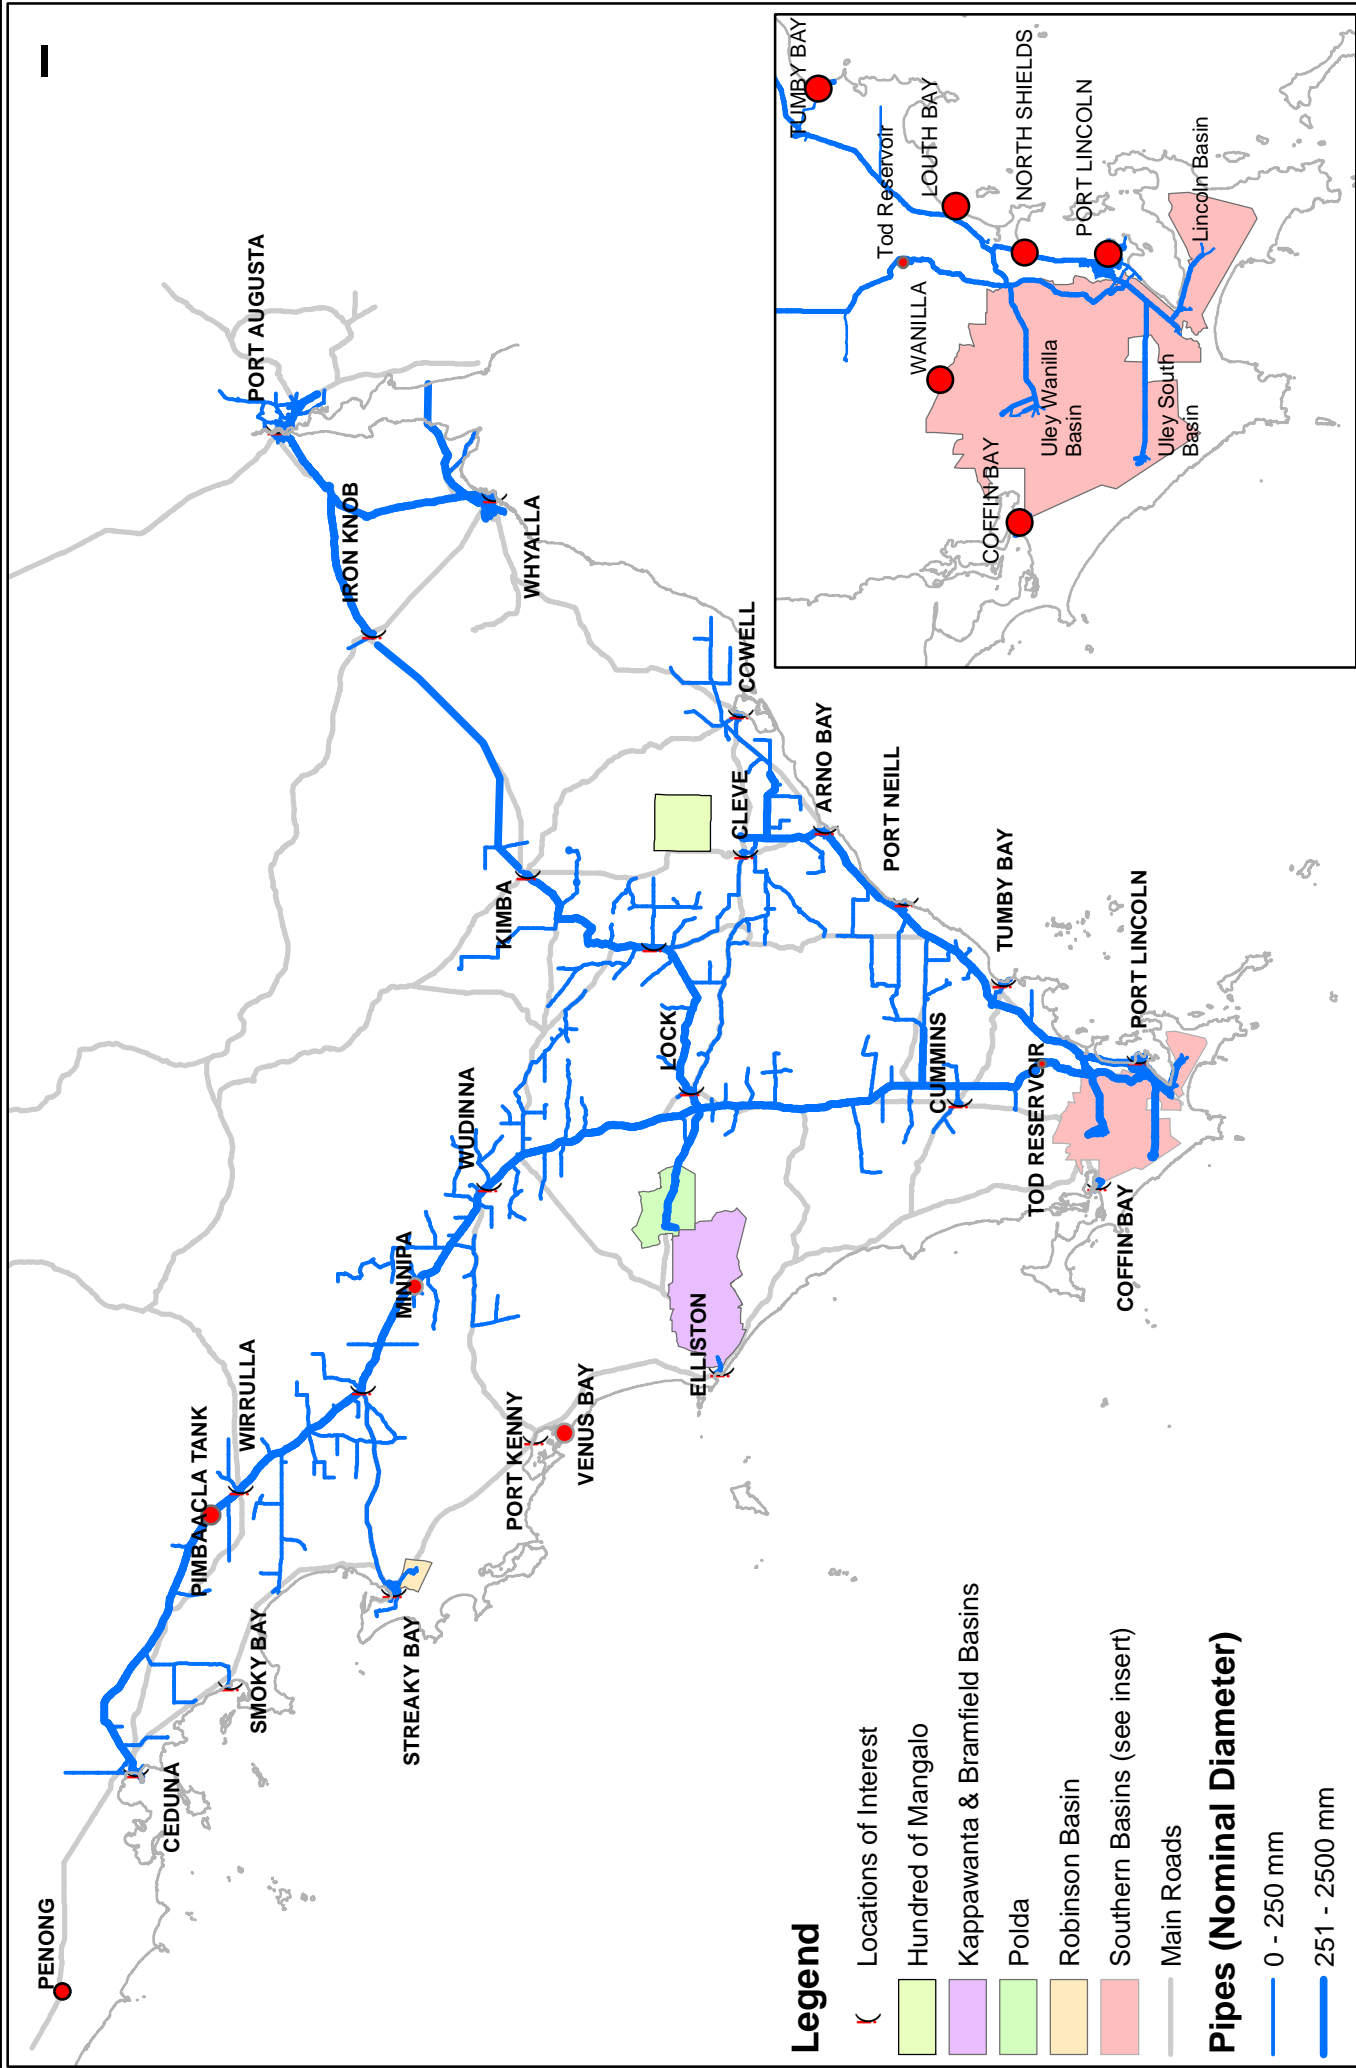 PENONG
CEDUNA
SMOKY BAY
PIMBAACLA TANK
WIRRULLA
STREAKY BAY
PORT KENNY
VENUS BAY
MINNIPA
WUDINNA
ELLISTON
LOCK
KIMBA
IRON KNOB
PORT AUGUSTA
WHYALLA
COWELL
CLEVE
ARNO BAY
PORT NEILL
TUMBY BAY
CUMMINS
TOD RESERVOIR
PORT LINCOLN
COFFIN BAY
TUMBY BAY
Tod Reservoir
LOUTH BAY
NORTH SHIELDS
PORT LINCOLN
Lincoln Basin
WANILLA
Uley Wanilla
Basin
Uley South
Basin
COFFIN BAY
Legend
Locations of Interest
Hundred of Mangalo
Kappawanta & Bramfield Basins
Polda
Robinson Basin
Southern Basins (see insert)
Main Roads
Pipes (Nominal Diameter)
0 - 250 mm
251 - 2500 mm